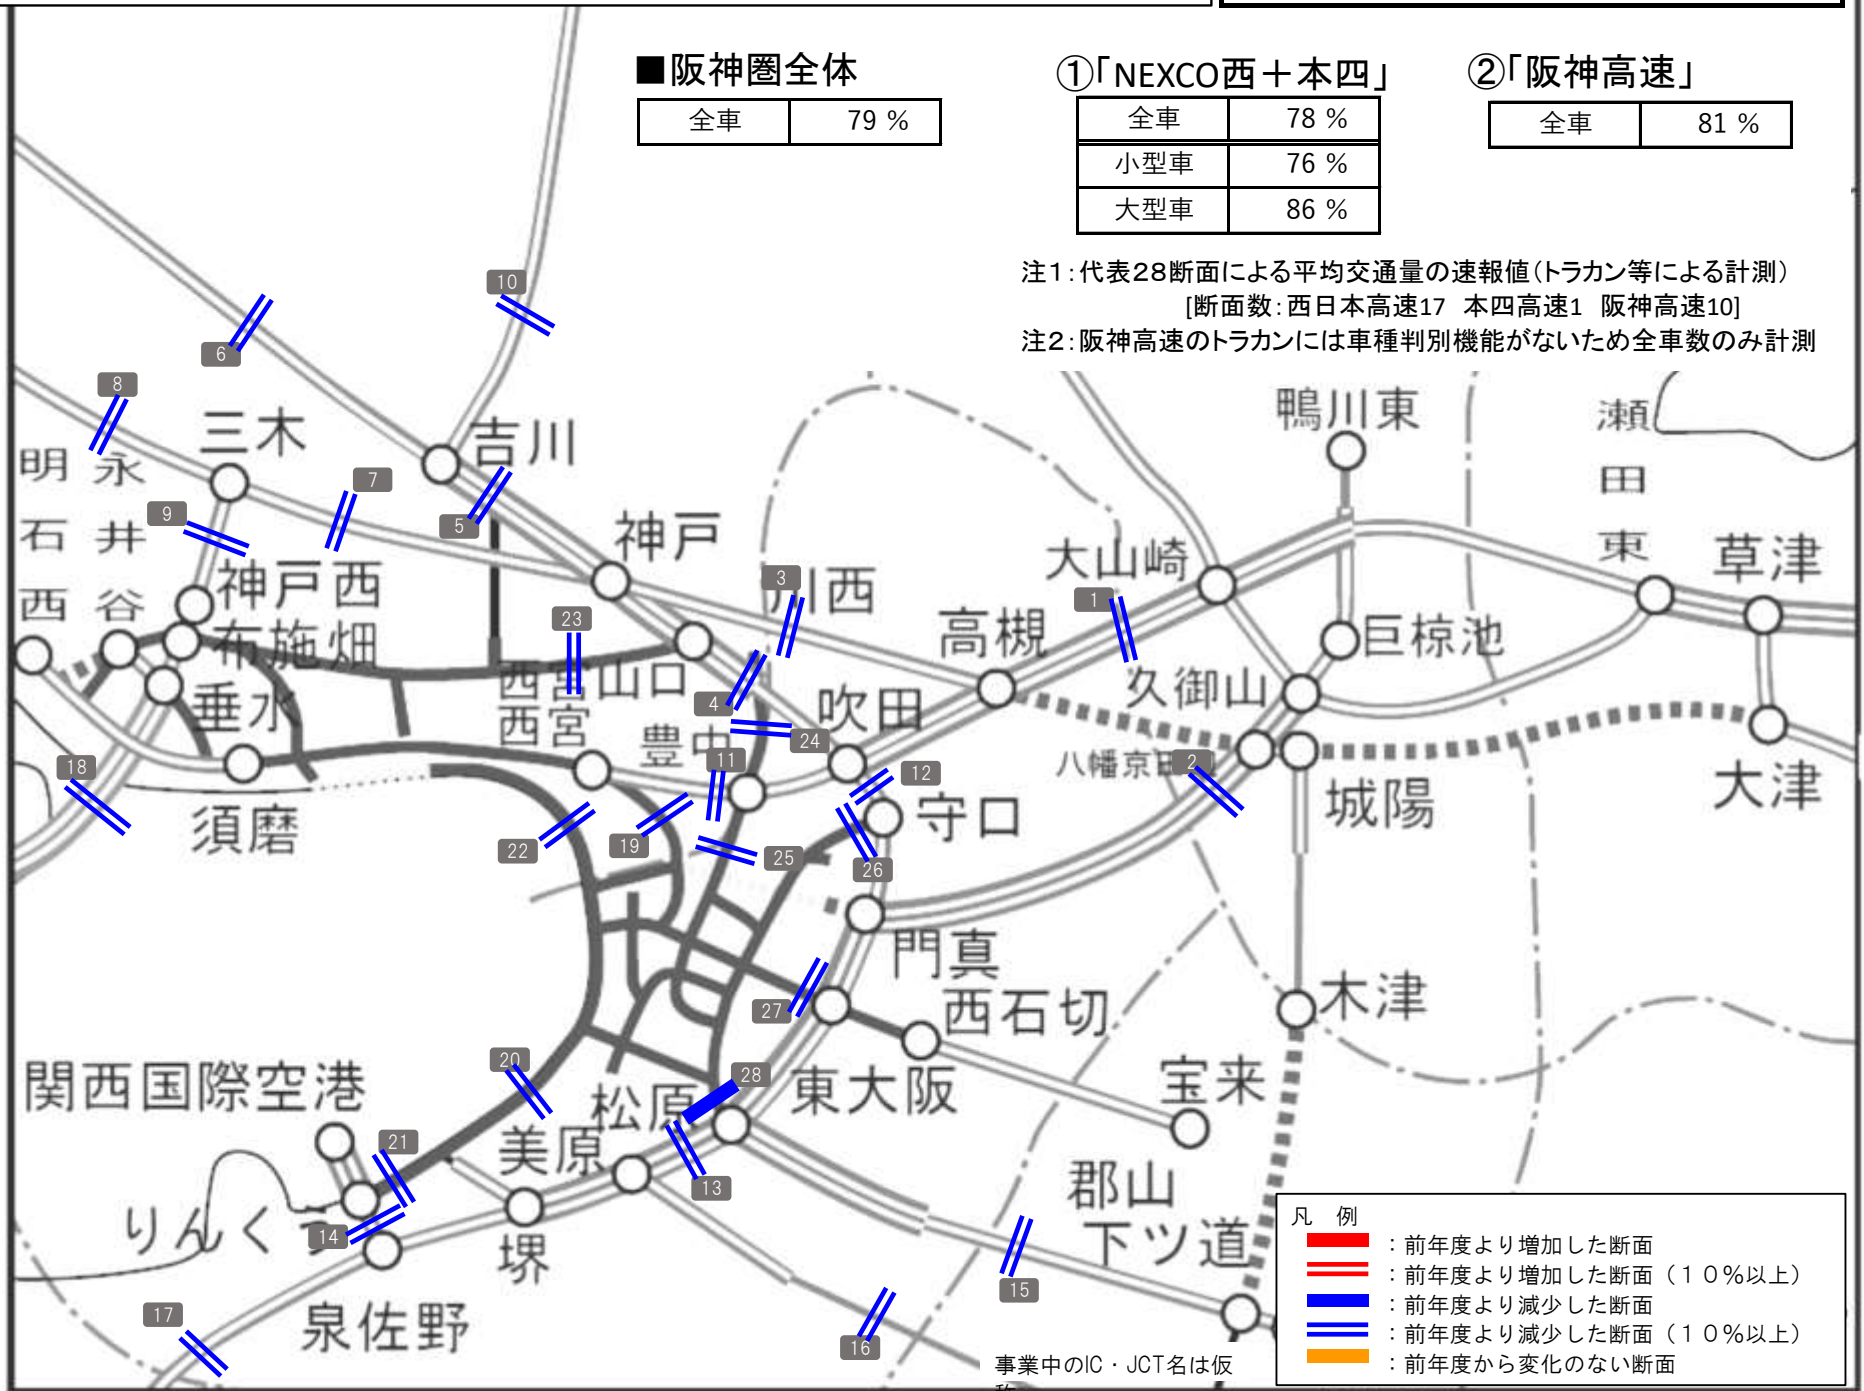 ■阪神圏全体
全車 79 %
①「NEXCO西＋本四」
全車 78 %
小型車 76 %
大型車 86 %
②「阪神高速」
全車 81 %
注1：代表28断面による平均交通量の速報値（トラカン等による計測）
[断面数：西日本高速17 本四高速1 阪神高速10]
注2：阪神高速のトラカンには車種判別機能がないため全車数のみ計測
10
6
8
三木
吉川
鴨川東
瀬田東
明石西
永井谷
7
9
5
神戸
大山崎
草津
神戸西
3
川西
1
高槻
23
布施畑
巨椋池
西宮山口
久御山
垂水
4
吹田
西宮
豊中
24
11
12
2
18
城陽
大津
須磨
守口
22
19
25
26
門真
木津
27
西石切
関西国際空港
20
28
松原
東大阪
宝来
21
美原
13
郡山下ツ道
りんくう
14
堺
15
17
泉佐野
16
事業中のIC・JCT名は仮
凡 例
：前年度より増加した断面
：前年度より増加した断面（１０％以上）
：前年度より減少した断面
：前年度より減少した断面（１０％以上）
：前年度から変化のない断面